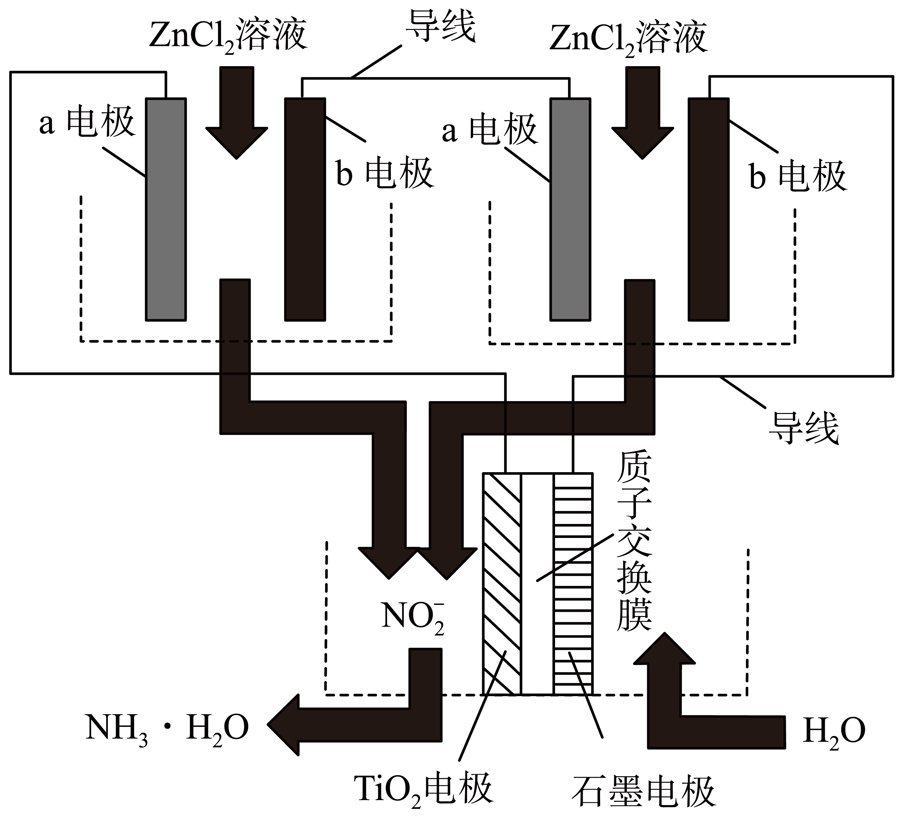 ZnCl₂溶液
导线
ZnCl₂溶液
a 电极
b 电极
a 电极
b 电极
导线
质子交换膜
NO₂⁻
NH₃·H₂O
H₂O
TiO₂电极
石墨电极